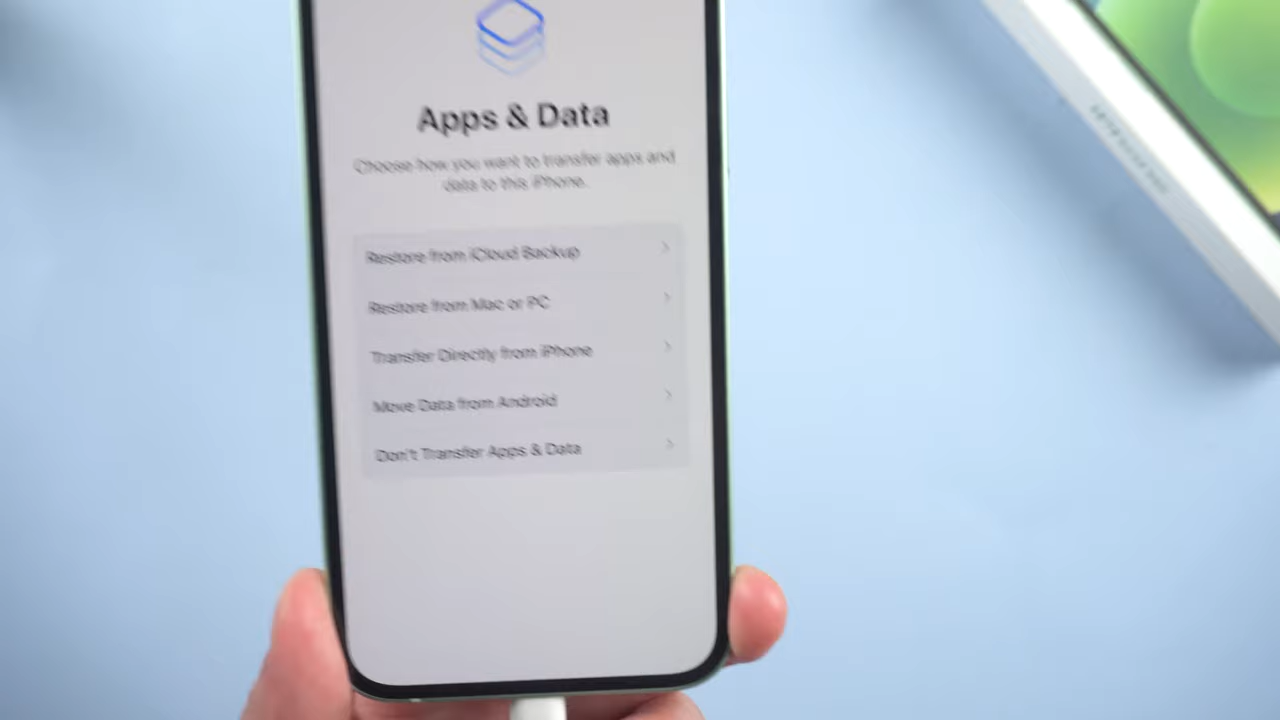 Apps & Data
Choose how you want to transfer apps and
data to this iPhone.
Restore from iCloud Backup
Restore from Mac or PC
Transfer Directly from iPhone
Move Data from Android
Don't Transfer Apps & Data